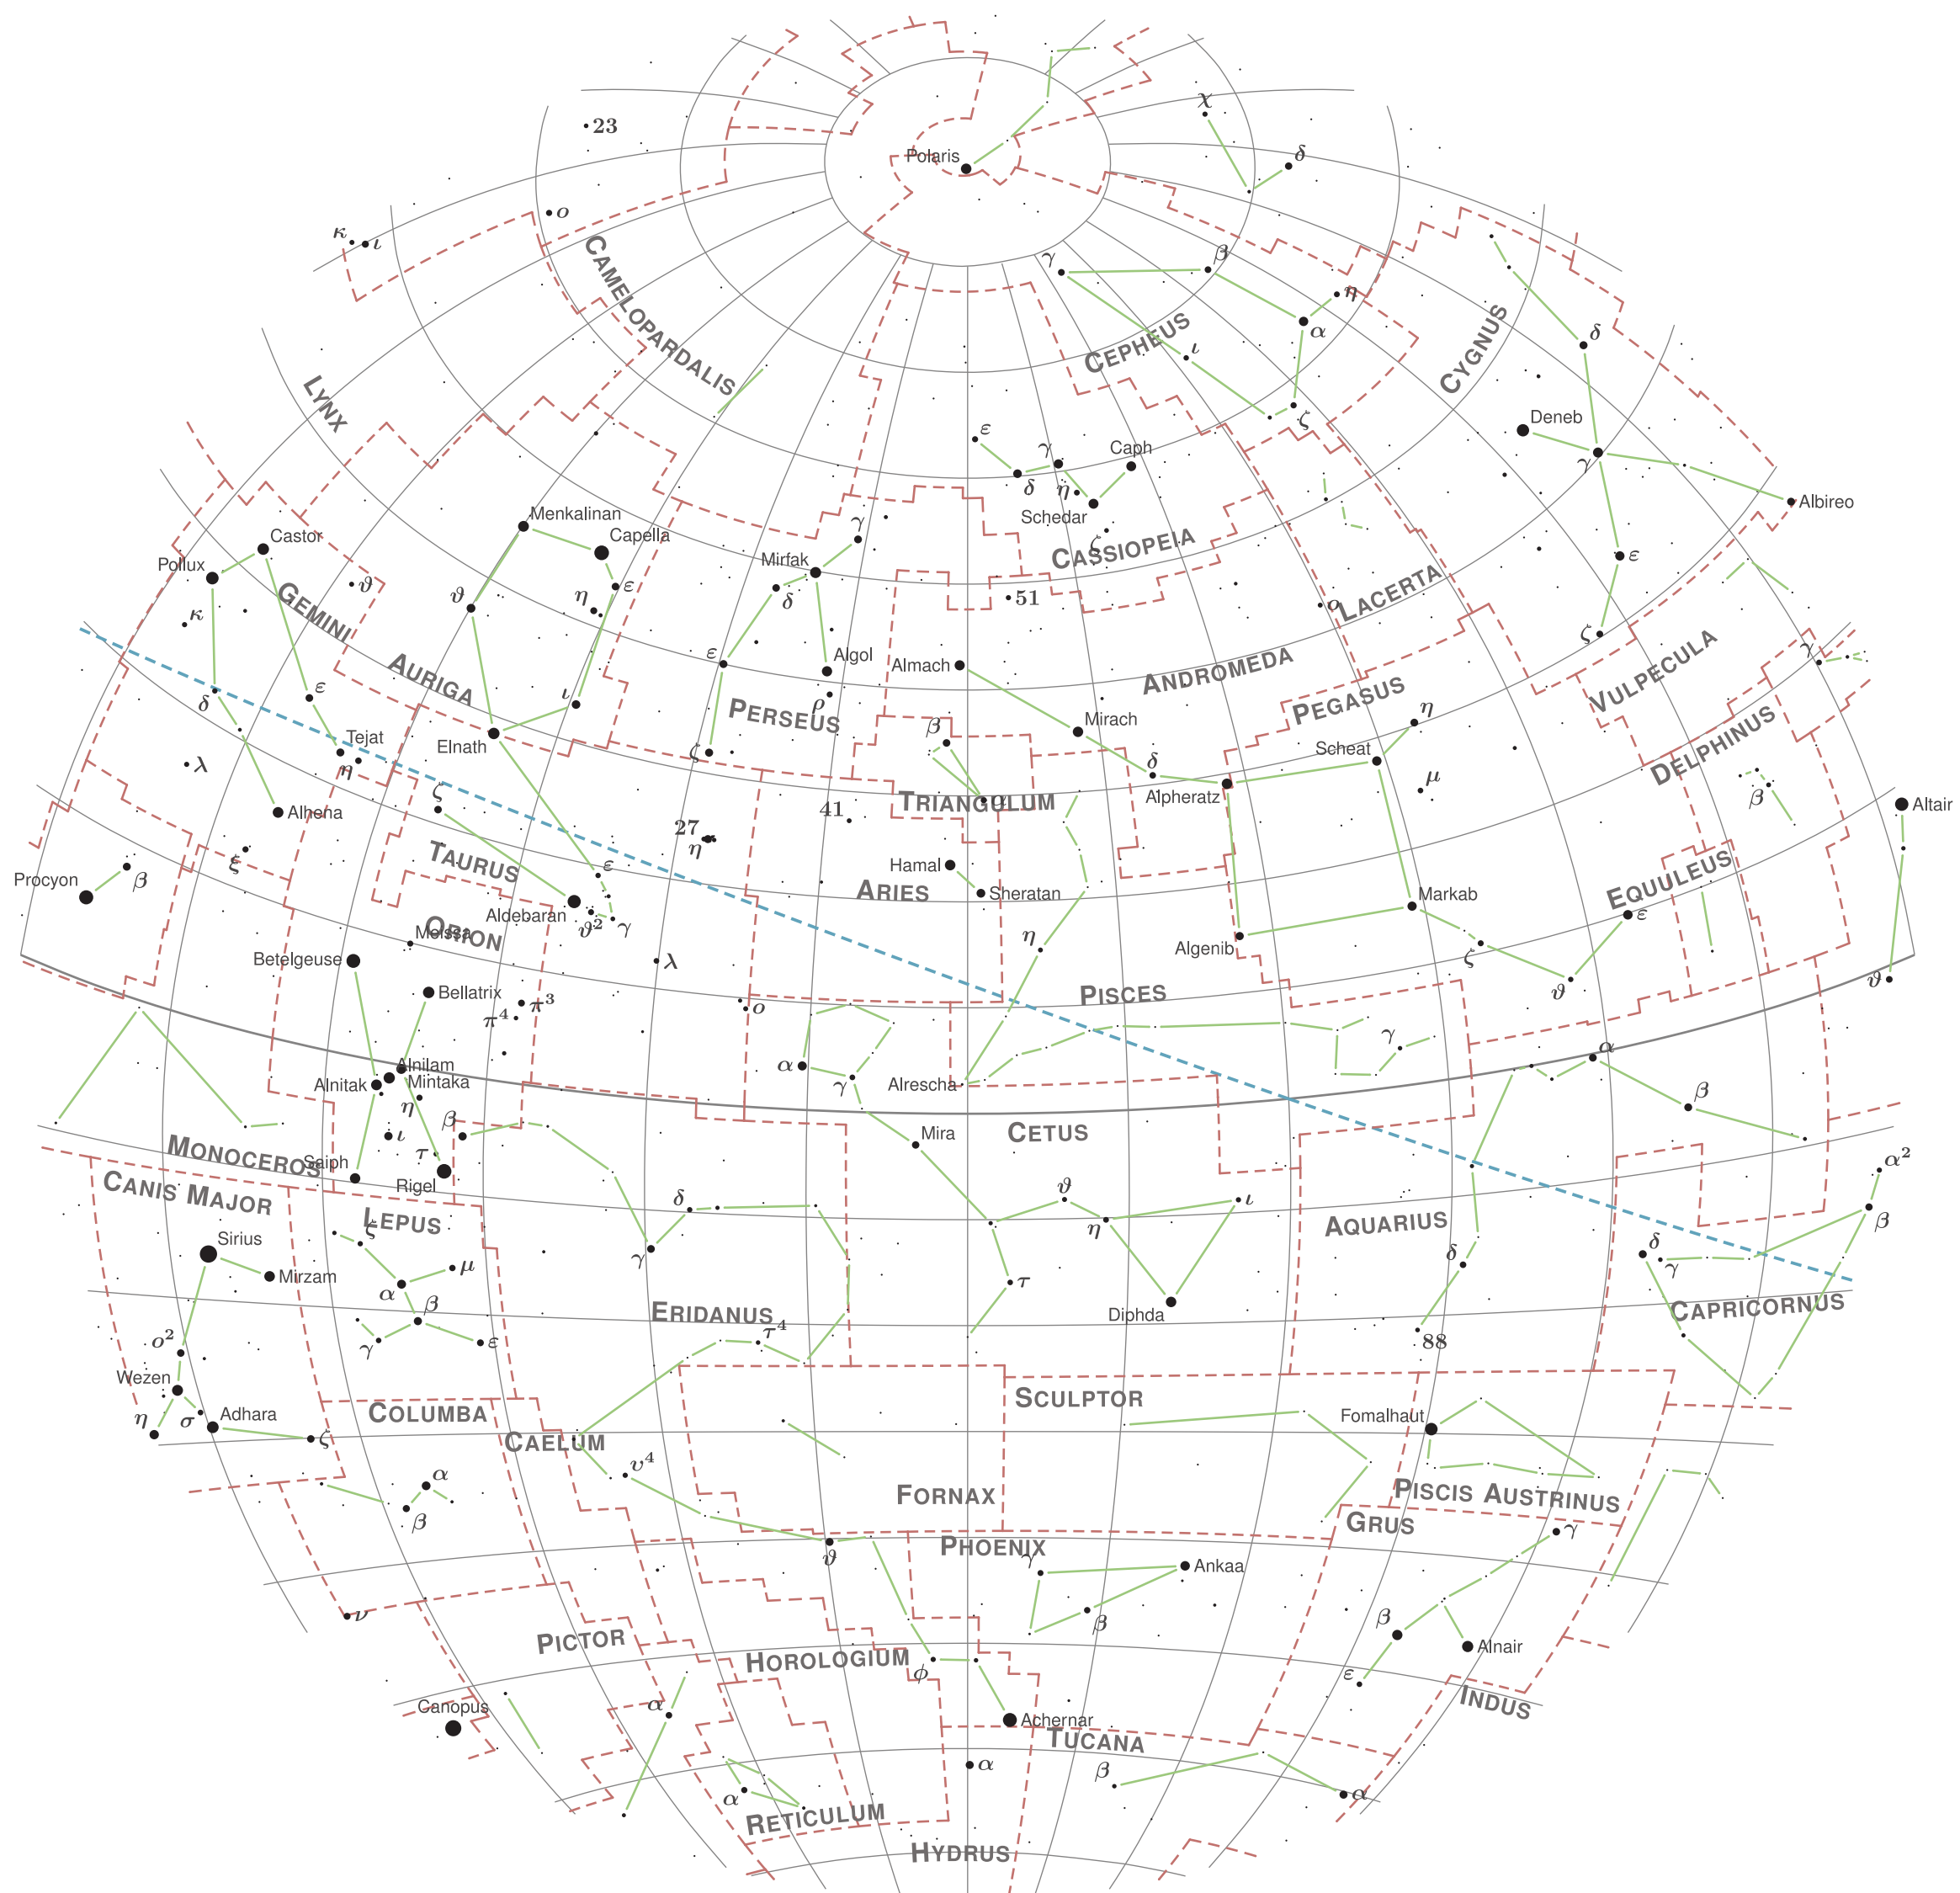 χ
23
Polaris
δ
ο
κ
ι
CAMELOPARDALIS
γ
β
η
CEPHEUS
α
ι
CYGNUS
δ
LYNX
ζ
Deneb
ε
γ
Caph
δ
η
γ
Schedar
Albireo
Menkalinan
γ
Castor
Capella
ζ
CASSIOPEIA
Pollux
Mirfak
ε
ϑ
ε
δ
51
ο
LACERTA
κ
GEMINI
ϑ
η
ζ
ε
Algol
Almach
ANDROMEDA
VULPECULA
γ
AURIGA
ε
δ
ι
ρ
PERSEUS
PEGASUS
η
Mirach
β
Tejat
Elnath
ζ
Scheat
DELPHINUS
λ
η
δ
μ
ζ
Alpheratz
β
Alhena
41
TRIANGULUM
α
Altair
27
η
TAURUS
ξ
ε
Hamal
ARIES
Sheratan
EQUULEUS
Procyon
β
Markab
Aldebaran
ϑ2
γ
ε
ORION
Meissa
η
Algenib
ζ
Betelgeuse
λ
ϑ
ϑ
Bellatrix
π3
PISCES
π4
ο
γ
α
Alnilam
α
Alnitak
Mintaka
γ
Alrescha
η
β
β
Mira
CETUS
ι
MONOCEROS
Saiph
τ
Rigel
α2
CANIS MAJOR
δ
ϑ
ι
LEPUS
ζ
η
AQUARIUS
β
Sirius
γ
δ
δ
γ
Mirzam
μ
τ
α
β
ERIDANUS
Diphda
CAPRICORNUS
ο2
γ
ε
τ4
88
Wezen
SCULPTOR
η
σ
Adhara
COLUMBA
Fomalhaut
ζ
CAELUM
υ4
α
FORNAX
PISCIS AUSTRINUS
β
GRUS
γ
ϑ
PHOENIX
γ
Ankaa
ν
β
β
PICTOR
Alnair
HOROLOGIUM
φ
ε
Canopus
α
INDUS
Achernar
TUCANA
α
β
α
α
RETICULUM
HYDRUS